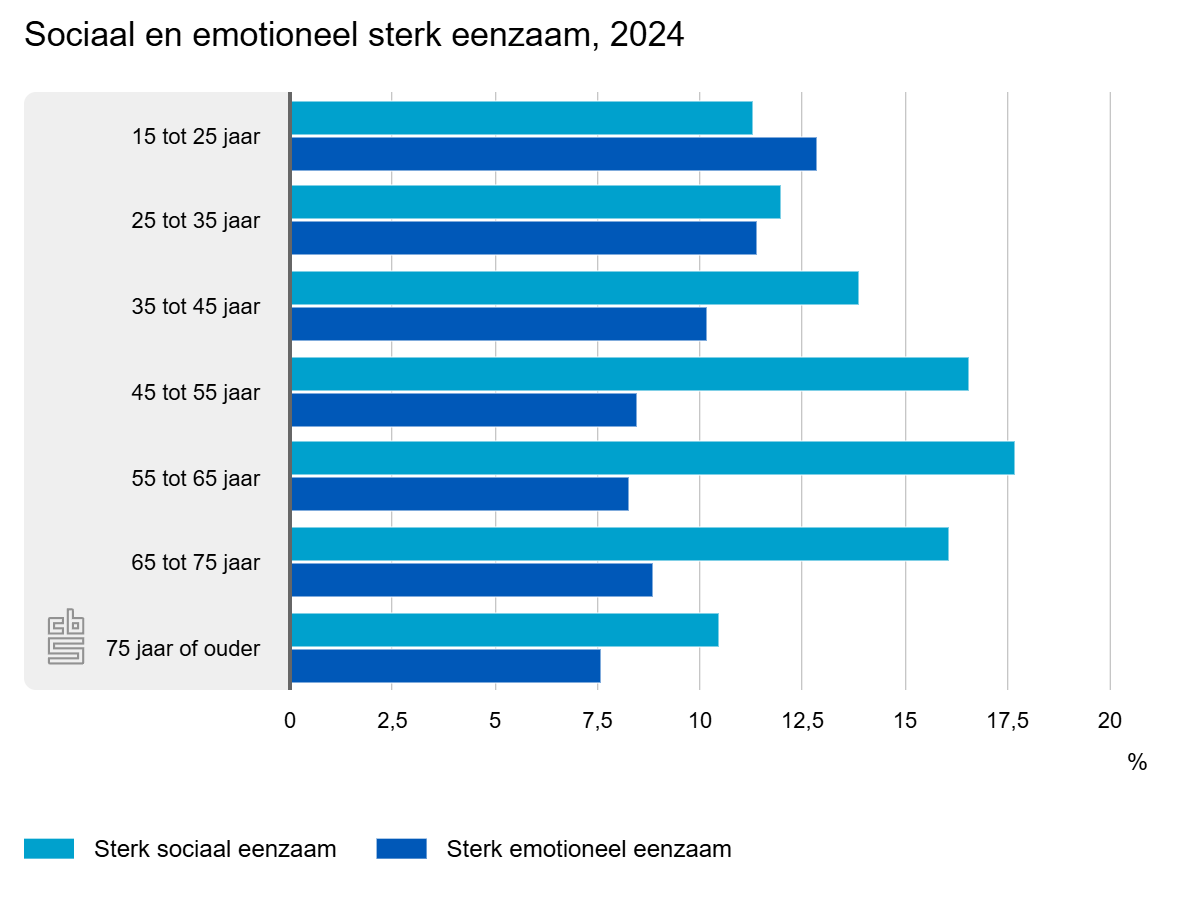 Sociaal en emotioneel sterk eenzaam, 2024
15 tot 25 jaar
25 tot 35 jaar
35 tot 45 jaar
45 tot 55 jaar
55 tot 65 jaar
65 tot 75 jaar
75 jaar of ouder
0 2,5 5 7,5 10 12,5 15 17,5 20
%
Sterk sociaal eenzaam Sterk emotioneel eenzaam